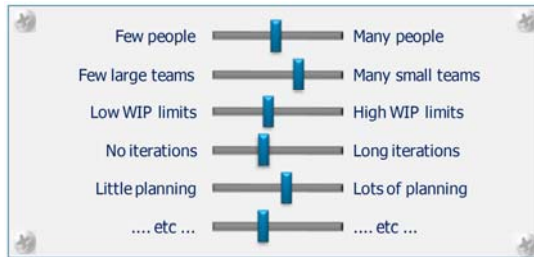 Few people Many people
Few large teams Many small teams
Low WIP limits High WIP limits
No iterations Long iterations
Little planning Lots of planning
.... etc ... .... etc ...